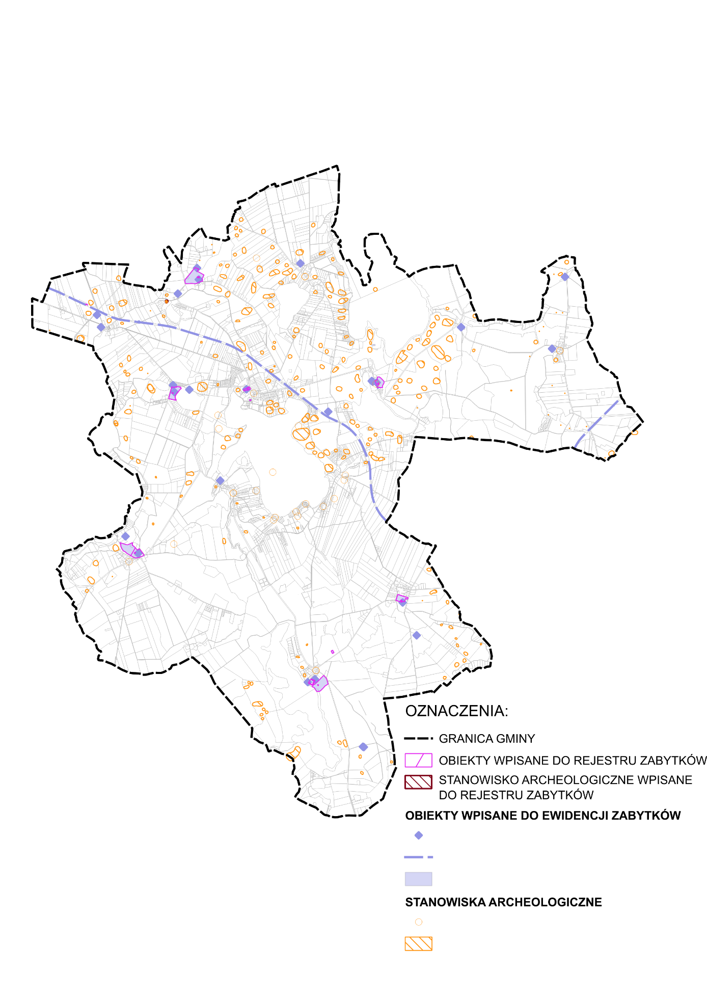 OZNACZENIA:
GRANICA GMINY
OBIEKTY WPISANE DO REJESTRU ZABYTKÓW
STANOWISKO ARCHEOLOGICZNE WPISANE
DO REJESTRU ZABYTKÓW
OBIEKTY WPISANE DO EWIDENCJI ZABYTKÓW
STANOWISKA ARCHEOLOGICZNE